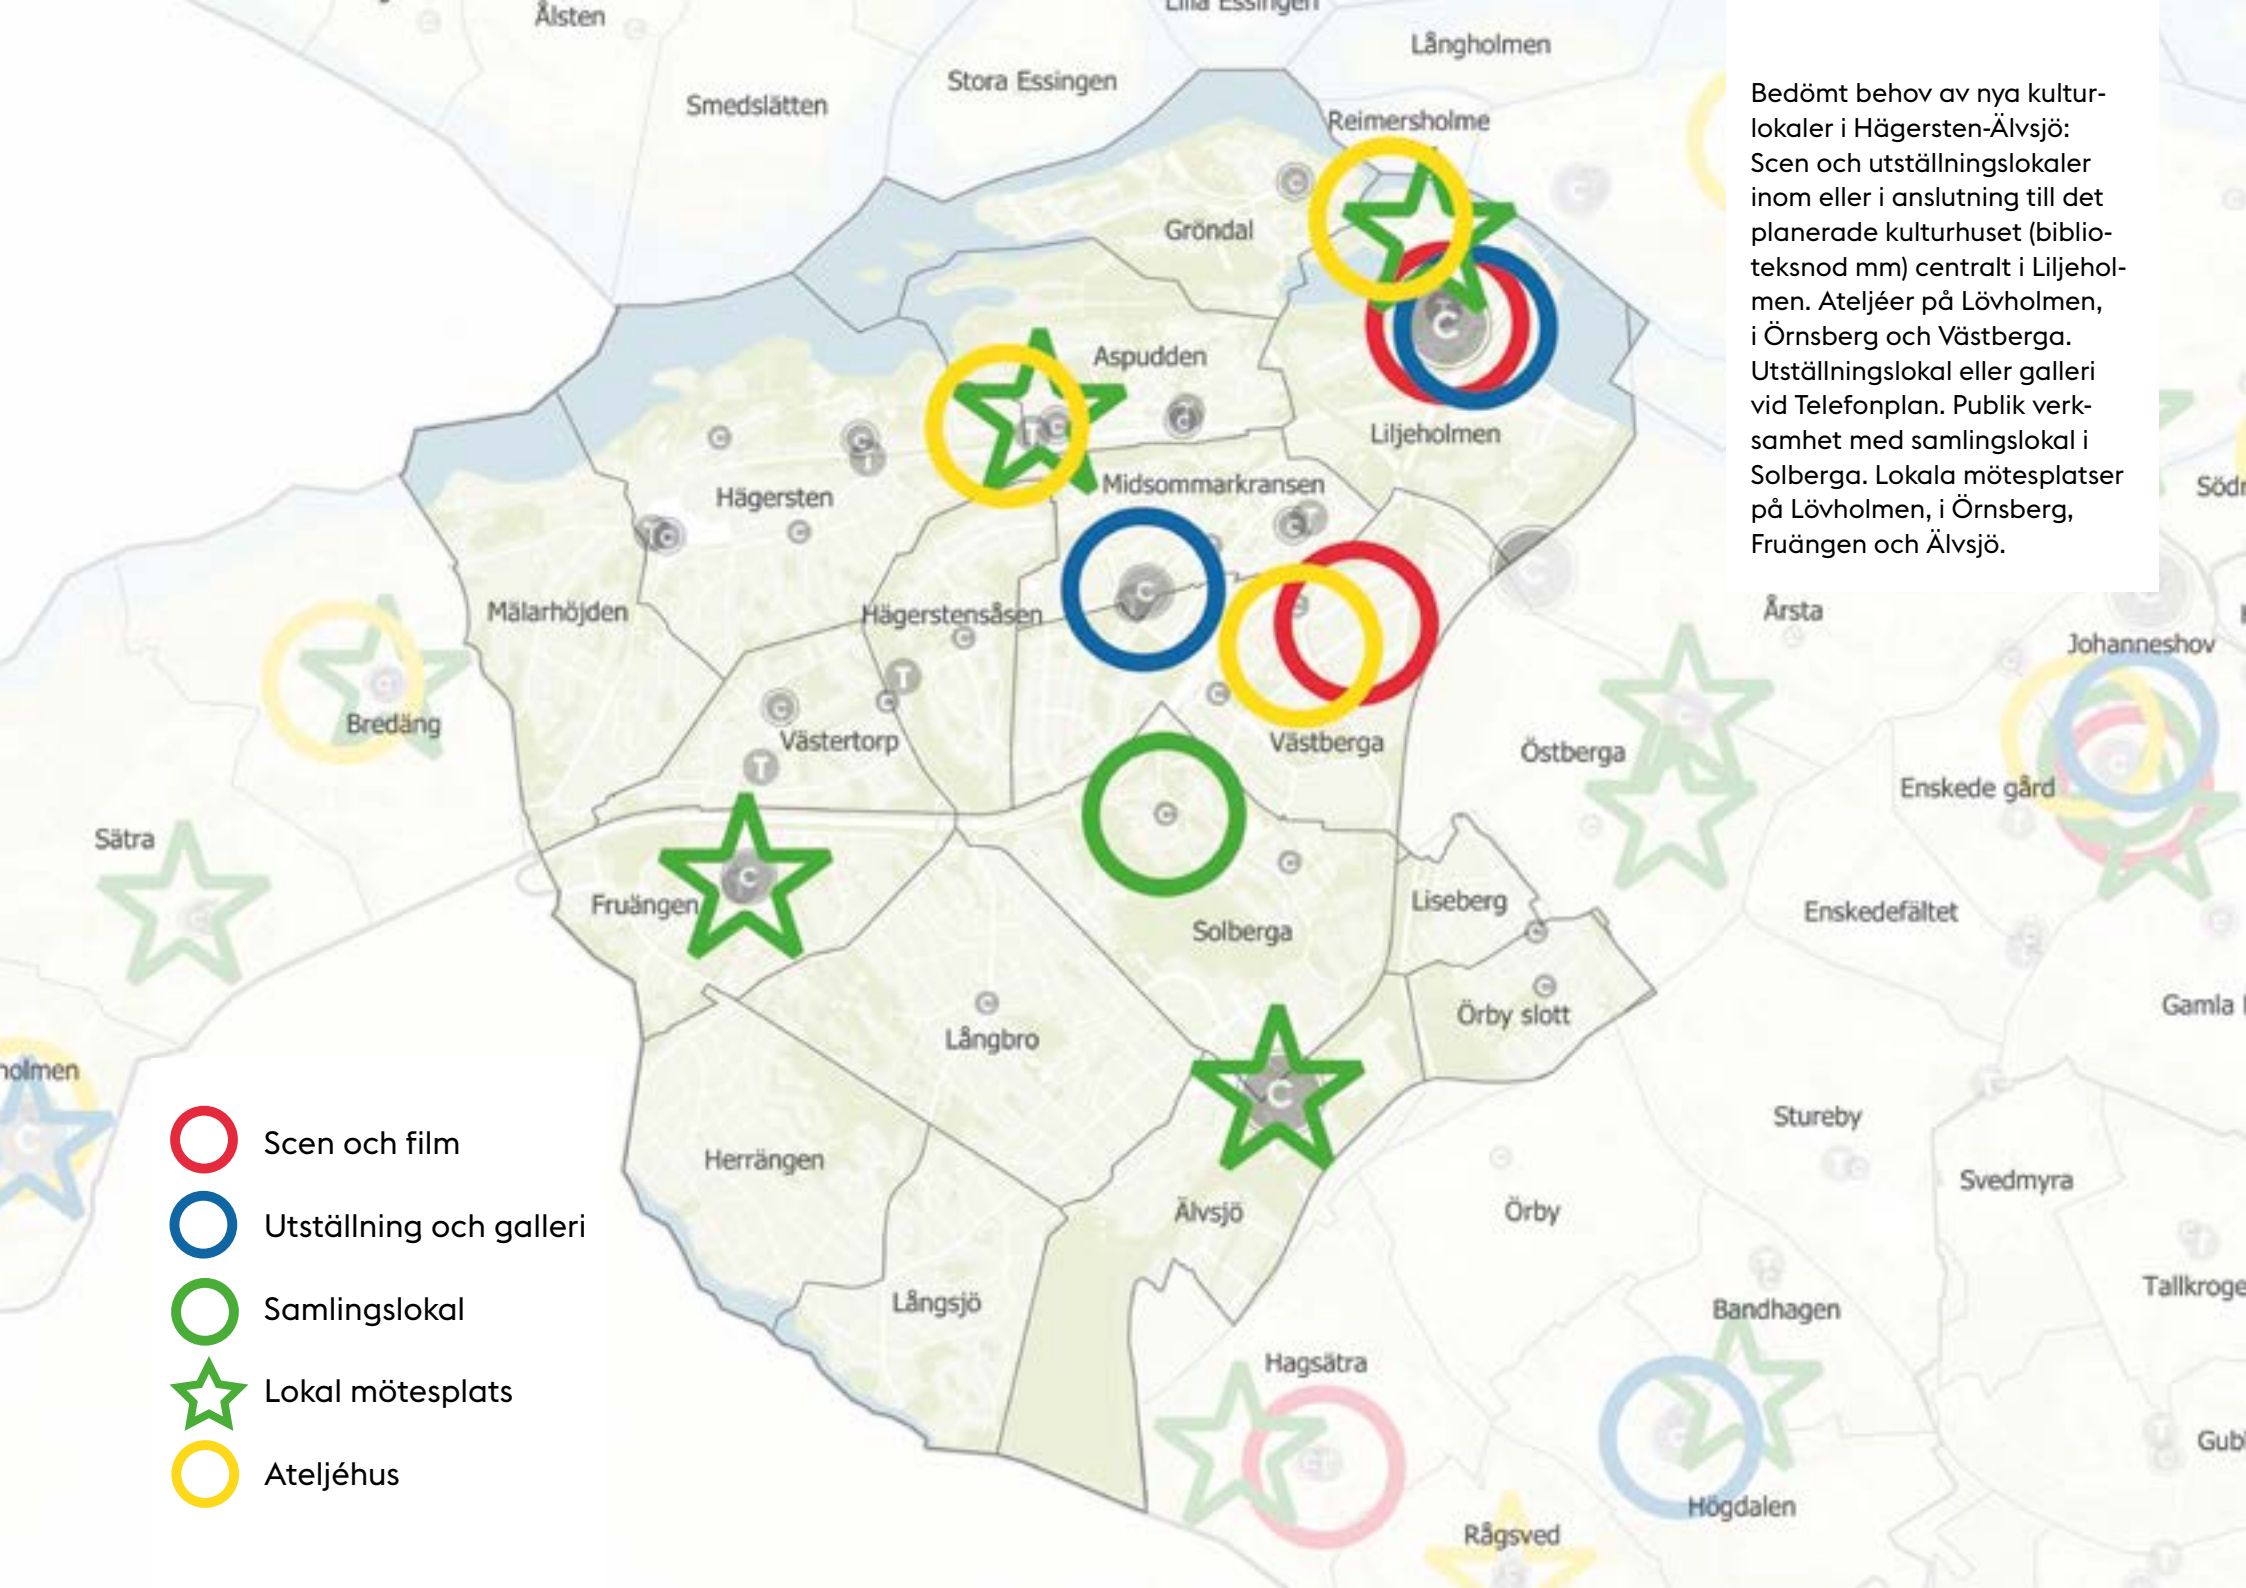 Ålsten
Lilla Essingen
Långholmen
Stora Essingen
Smedslätten
Reimersholme
Gröndal
Aspudden
Liljeholmen
Midsommarkransen
Hägersten
Mälarhöjden
Hägerstensåsen
Årsta
Johanneshov
Bredäng
Västertorp
Västberga
Östberga
Enskede gård
Sätra
Fruängen
Solberga
Liseberg
Enskedefältet
Örby slott
Gamla
Långbro
holmen
Stureby
Herrängen
Älvsjö
Örby
Svedmyra
Långsjö
Bandhagen
Tallkroge
Hagsätra
Högdalen
Rågsved
Gub
Södr
Bedömt behov av nya kultur-
lokaler i Hägersten-Älvsjö:
Scen och utställningslokaler
inom eller i anslutning till det
planerade kulturhuset (biblio-
teksnod mm) centralt i Liljehol-
men. Ateljéer på Lövholmen,
i Örnsberg och Västberga.
Utställningslokal eller galleri
vid Telefonplan. Publik verk-
samhet med samlingslokal i
Solberga. Lokala mötesplatser
på Lövholmen, i Örnsberg,
Fruängen och Älvsjö.
Scen och film
Utställning och galleri
Samlingslokal
Lokal mötesplats
Ateljéhus